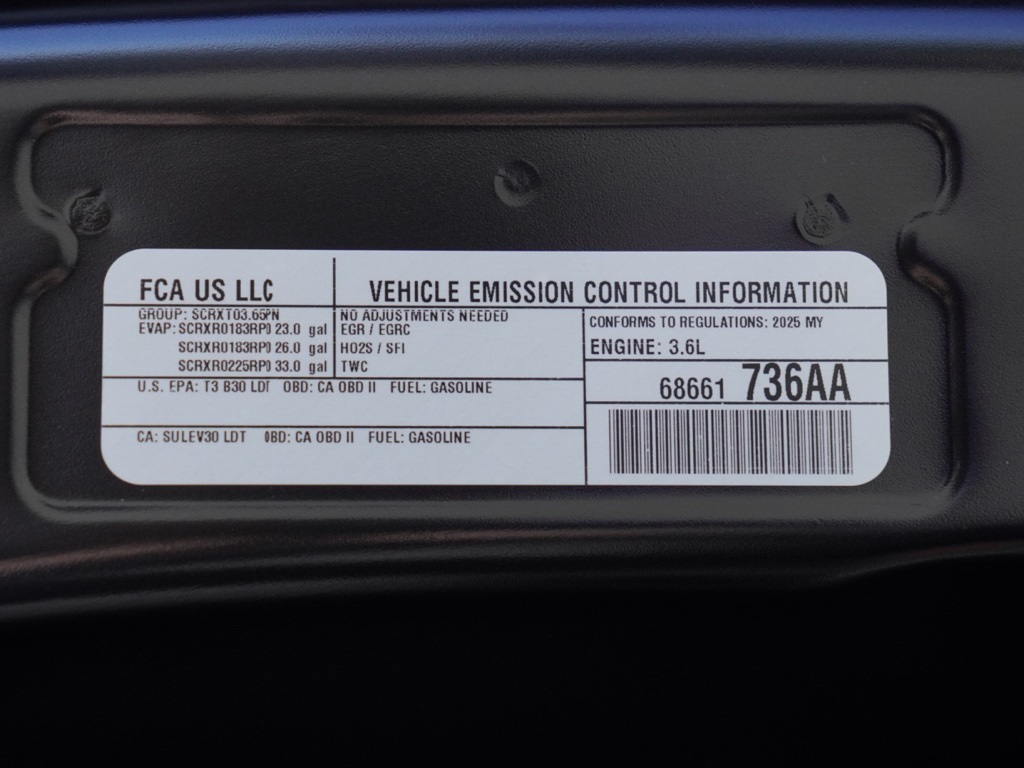 FCA US LLC
VEHICLE EMISSION CONTROL INFORMATION
GROUP: SCRXT03.65PN
EVAP: SCRXR0183RP0 23.0 gal
SCRXR0183RP0 26.0 gal
SCRXR0225RP0 33.0 gal
NO ADJUSTMENTS NEEDED
EGR / EGRC
HO2S / SFI
TWC
CONFORMS TO REGULATIONS: 2025 MY
ENGINE: 3.6L
68661 736AA
U.S. EPA: T3 B30 LDT OBD: CA OBD II FUEL: GASOLINE
CA: SULEV30 LDT OBD: CA OBD II FUEL: GASOLINE